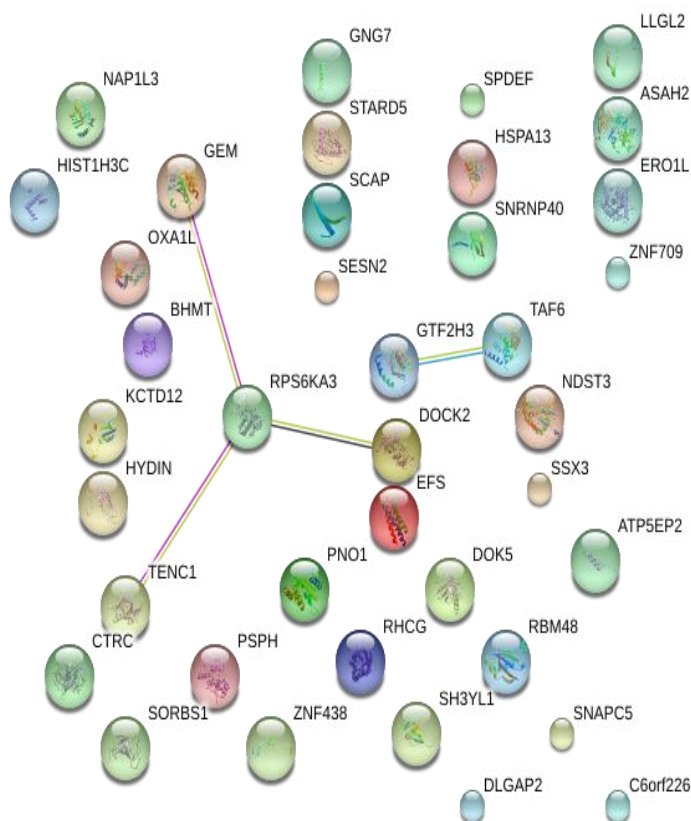 LLGL2
GNG7
NAP1L3
SPDEF
ASAH2
STARD5
HSPA13
GEM
HIST1H3C
ERO1L
SCAP
SNRNP40
OXA1L
ZNF709
SESN2
BHMT
GTF2H3
TAF6
RPS6KA3
NDST3
KCTD12
DOCK2
HYDIN
SSX3
EFS
ATP5EP2
PNO1
DOK5
TENC1
CTRC
PSPH
RHCG
RBM48
SORBS1
ZNF438
SH3YL1
SNAPC5
DLGAP2
C6orf226